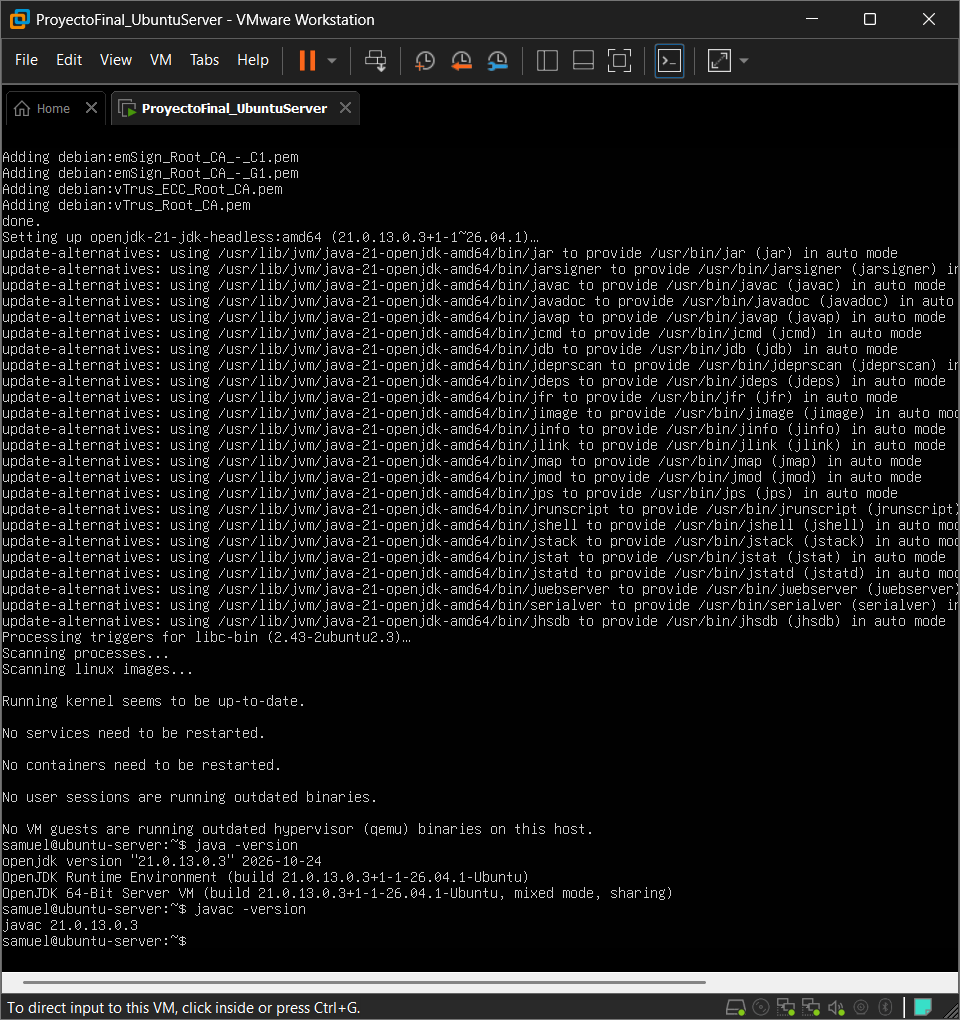 ProyectoFinal_UbuntuServer - VMware Workstation
File Edit View VM Tabs Help
Home ProyectoFinal_UbuntuServer
Adding debian:emSign_Root_CA_-_C1.pem
Adding debian:emSign_Root_CA_-_G1.pem
Adding debian:vTrus_ECC_Root_CA.pem
Adding debian:vTrus_Root_CA.pem
done.
Setting up openjdk-21-jdk-headless:amd64 (21.0.13.0.3+1-1~26.04.1)…
update-alternatives: using /usr/lib/jvm/java-21-openjdk-amd64/bin/jar to provide /usr/bin/jar (jar) in auto mode
update-alternatives: using /usr/lib/jvm/java-21-openjdk-amd64/bin/jarsigner to provide /usr/bin/jarsigner (jarsigner) in
update-alternatives: using /usr/lib/jvm/java-21-openjdk-amd64/bin/javac to provide /usr/bin/javac (javac) in auto mode
update-alternatives: using /usr/lib/jvm/java-21-openjdk-amd64/bin/javadoc to provide /usr/bin/javadoc (javadoc) in auto
update-alternatives: using /usr/lib/jvm/java-21-openjdk-amd64/bin/javap to provide /usr/bin/javap (javap) in auto mode
update-alternatives: using /usr/lib/jvm/java-21-openjdk-amd64/bin/jcmd to provide /usr/bin/jcmd (jcmd) in auto mode
update-alternatives: using /usr/lib/jvm/java-21-openjdk-amd64/bin/jdb to provide /usr/bin/jdb (jdb) in auto mode
update-alternatives: using /usr/lib/jvm/java-21-openjdk-amd64/bin/jdeprscan to provide /usr/bin/jdeprscan (jdeprscan) in
update-alternatives: using /usr/lib/jvm/java-21-openjdk-amd64/bin/jdeps to provide /usr/bin/jdeps (jdeps) in auto mode
update-alternatives: using /usr/lib/jvm/java-21-openjdk-amd64/bin/jfr to provide /usr/bin/jfr (jfr) in auto mode
update-alternatives: using /usr/lib/jvm/java-21-openjdk-amd64/bin/jimage to provide /usr/bin/jimage (jimage) in auto mod
update-alternatives: using /usr/lib/jvm/java-21-openjdk-amd64/bin/jinfo to provide /usr/bin/jinfo (jinfo) in auto mode
update-alternatives: using /usr/lib/jvm/java-21-openjdk-amd64/bin/jlink to provide /usr/bin/jlink (jlink) in auto mode
update-alternatives: using /usr/lib/jvm/java-21-openjdk-amd64/bin/jmap to provide /usr/bin/jmap (jmap) in auto mode
update-alternatives: using /usr/lib/jvm/java-21-openjdk-amd64/bin/jmod to provide /usr/bin/jmod (jmod) in auto mode
update-alternatives: using /usr/lib/jvm/java-21-openjdk-amd64/bin/jps to provide /usr/bin/jps (jps) in auto mode
update-alternatives: using /usr/lib/jvm/java-21-openjdk-amd64/bin/jrunscript to provide /usr/bin/jrunscript (jrunscript)
update-alternatives: using /usr/lib/jvm/java-21-openjdk-amd64/bin/jshell to provide /usr/bin/jshell (jshell) in auto mod
update-alternatives: using /usr/lib/jvm/java-21-openjdk-amd64/bin/jstack to provide /usr/bin/jstack (jstack) in auto mod
update-alternatives: using /usr/lib/jvm/java-21-openjdk-amd64/bin/jstat to provide /usr/bin/jstat (jstat) in auto mode
update-alternatives: using /usr/lib/jvm/java-21-openjdk-amd64/bin/jstatd to provide /usr/bin/jstatd (jstatd) in auto mod
update-alternatives: using /usr/lib/jvm/java-21-openjdk-amd64/bin/jwebserver to provide /usr/bin/jwebserver (jwebserver)
update-alternatives: using /usr/lib/jvm/java-21-openjdk-amd64/bin/serialver to provide /usr/bin/serialver (serialver) in
update-alternatives: using /usr/lib/jvm/java-21-openjdk-amd64/bin/jhsdb to provide /usr/bin/jhsdb (jhsdb) in auto mode
Processing triggers for libc-bin (2.43-2ubuntu2.3)…
Scanning processes...
Scanning linux images...
Running kernel seems to be up-to-date.
No services need to be restarted.
No containers need to be restarted.
No user sessions are running outdated binaries.
No VM guests are running outdated hypervisor (qemu) binaries on this host.
samuel@ubuntu-server:~$ java -version
openjdk version "21.0.13.0.3" 2026-10-24
OpenJDK Runtime Environment (build 21.0.13.0.3+1-1-26.04.1-Ubuntu)
OpenJDK 64-Bit Server VM (build 21.0.13.0.3+1-1-26.04.1-Ubuntu, mixed mode, sharing)
samuel@ubuntu-server:~$ javac -version
javac 21.0.13.0.3
samuel@ubuntu-server:~$
To direct input to this VM, click inside or press Ctrl+G.